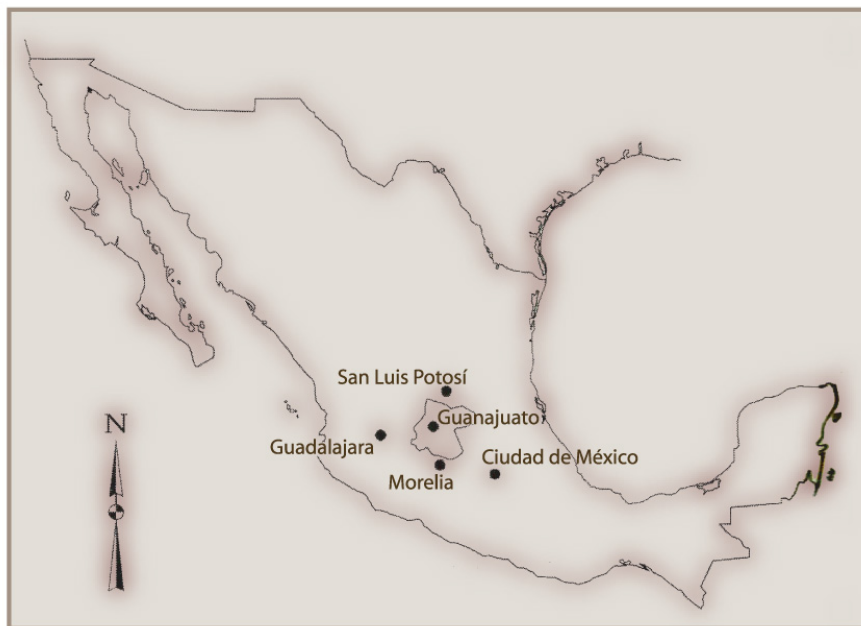 San Luis Potosí
N
Guanajuato
Guadalajara
Ciudad de México
Morelia